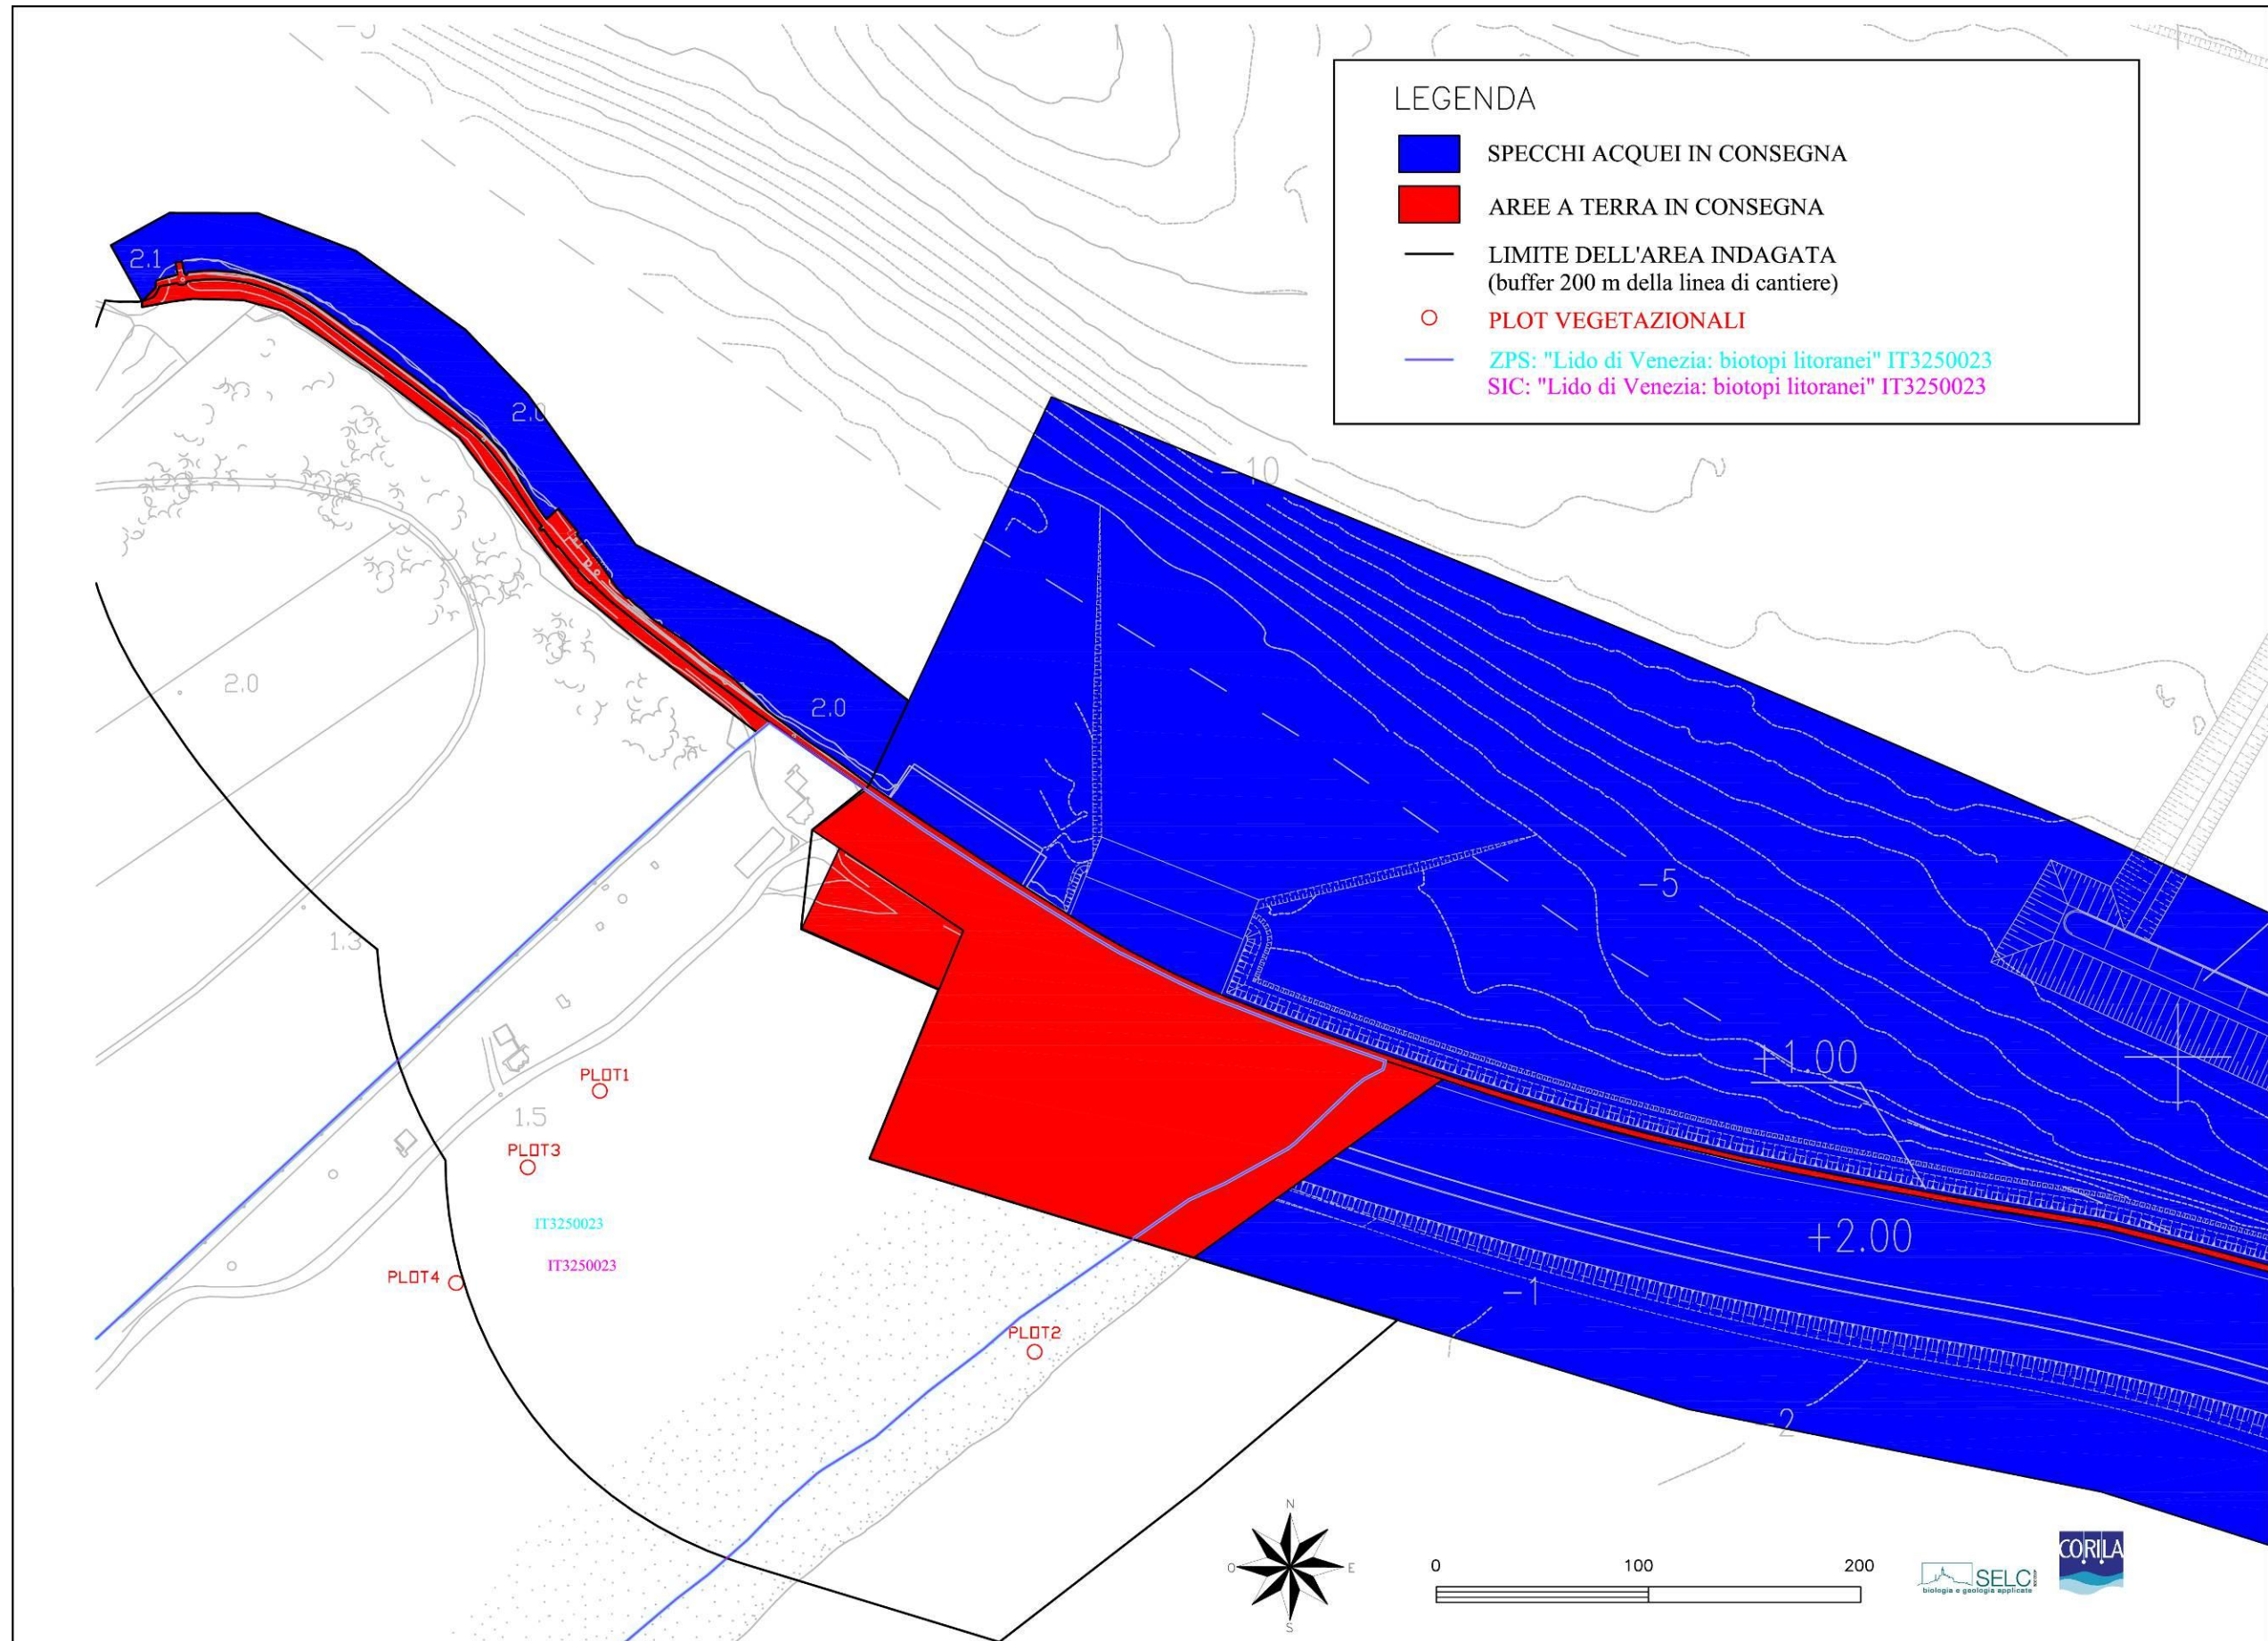 LEGENDA
SPECCHI ACQUEI IN CONSEGNA
AREE A TERRA IN CONSEGNA
LIMITE DELL'AREA INDAGATA
(buffer 200 m della linea di cantiere)
PLOT VEGETAZIONALI
ZPS: "Lido di Venezia: biotopi litoranei" IT3250023
SIC: "Lido di Venezia: biotopi litoranei" IT3250023
2.1
2.0
-10
2.0
2.0
-5
1.3
+1.00
PLOT1
1.5
PLOT3
IT3250023
+2.00
IT3250023
PLOT4
-1
PLOT2
-2
N
O
E
S
0
100
200
SELC
biologia e geologia applicate
CORILA